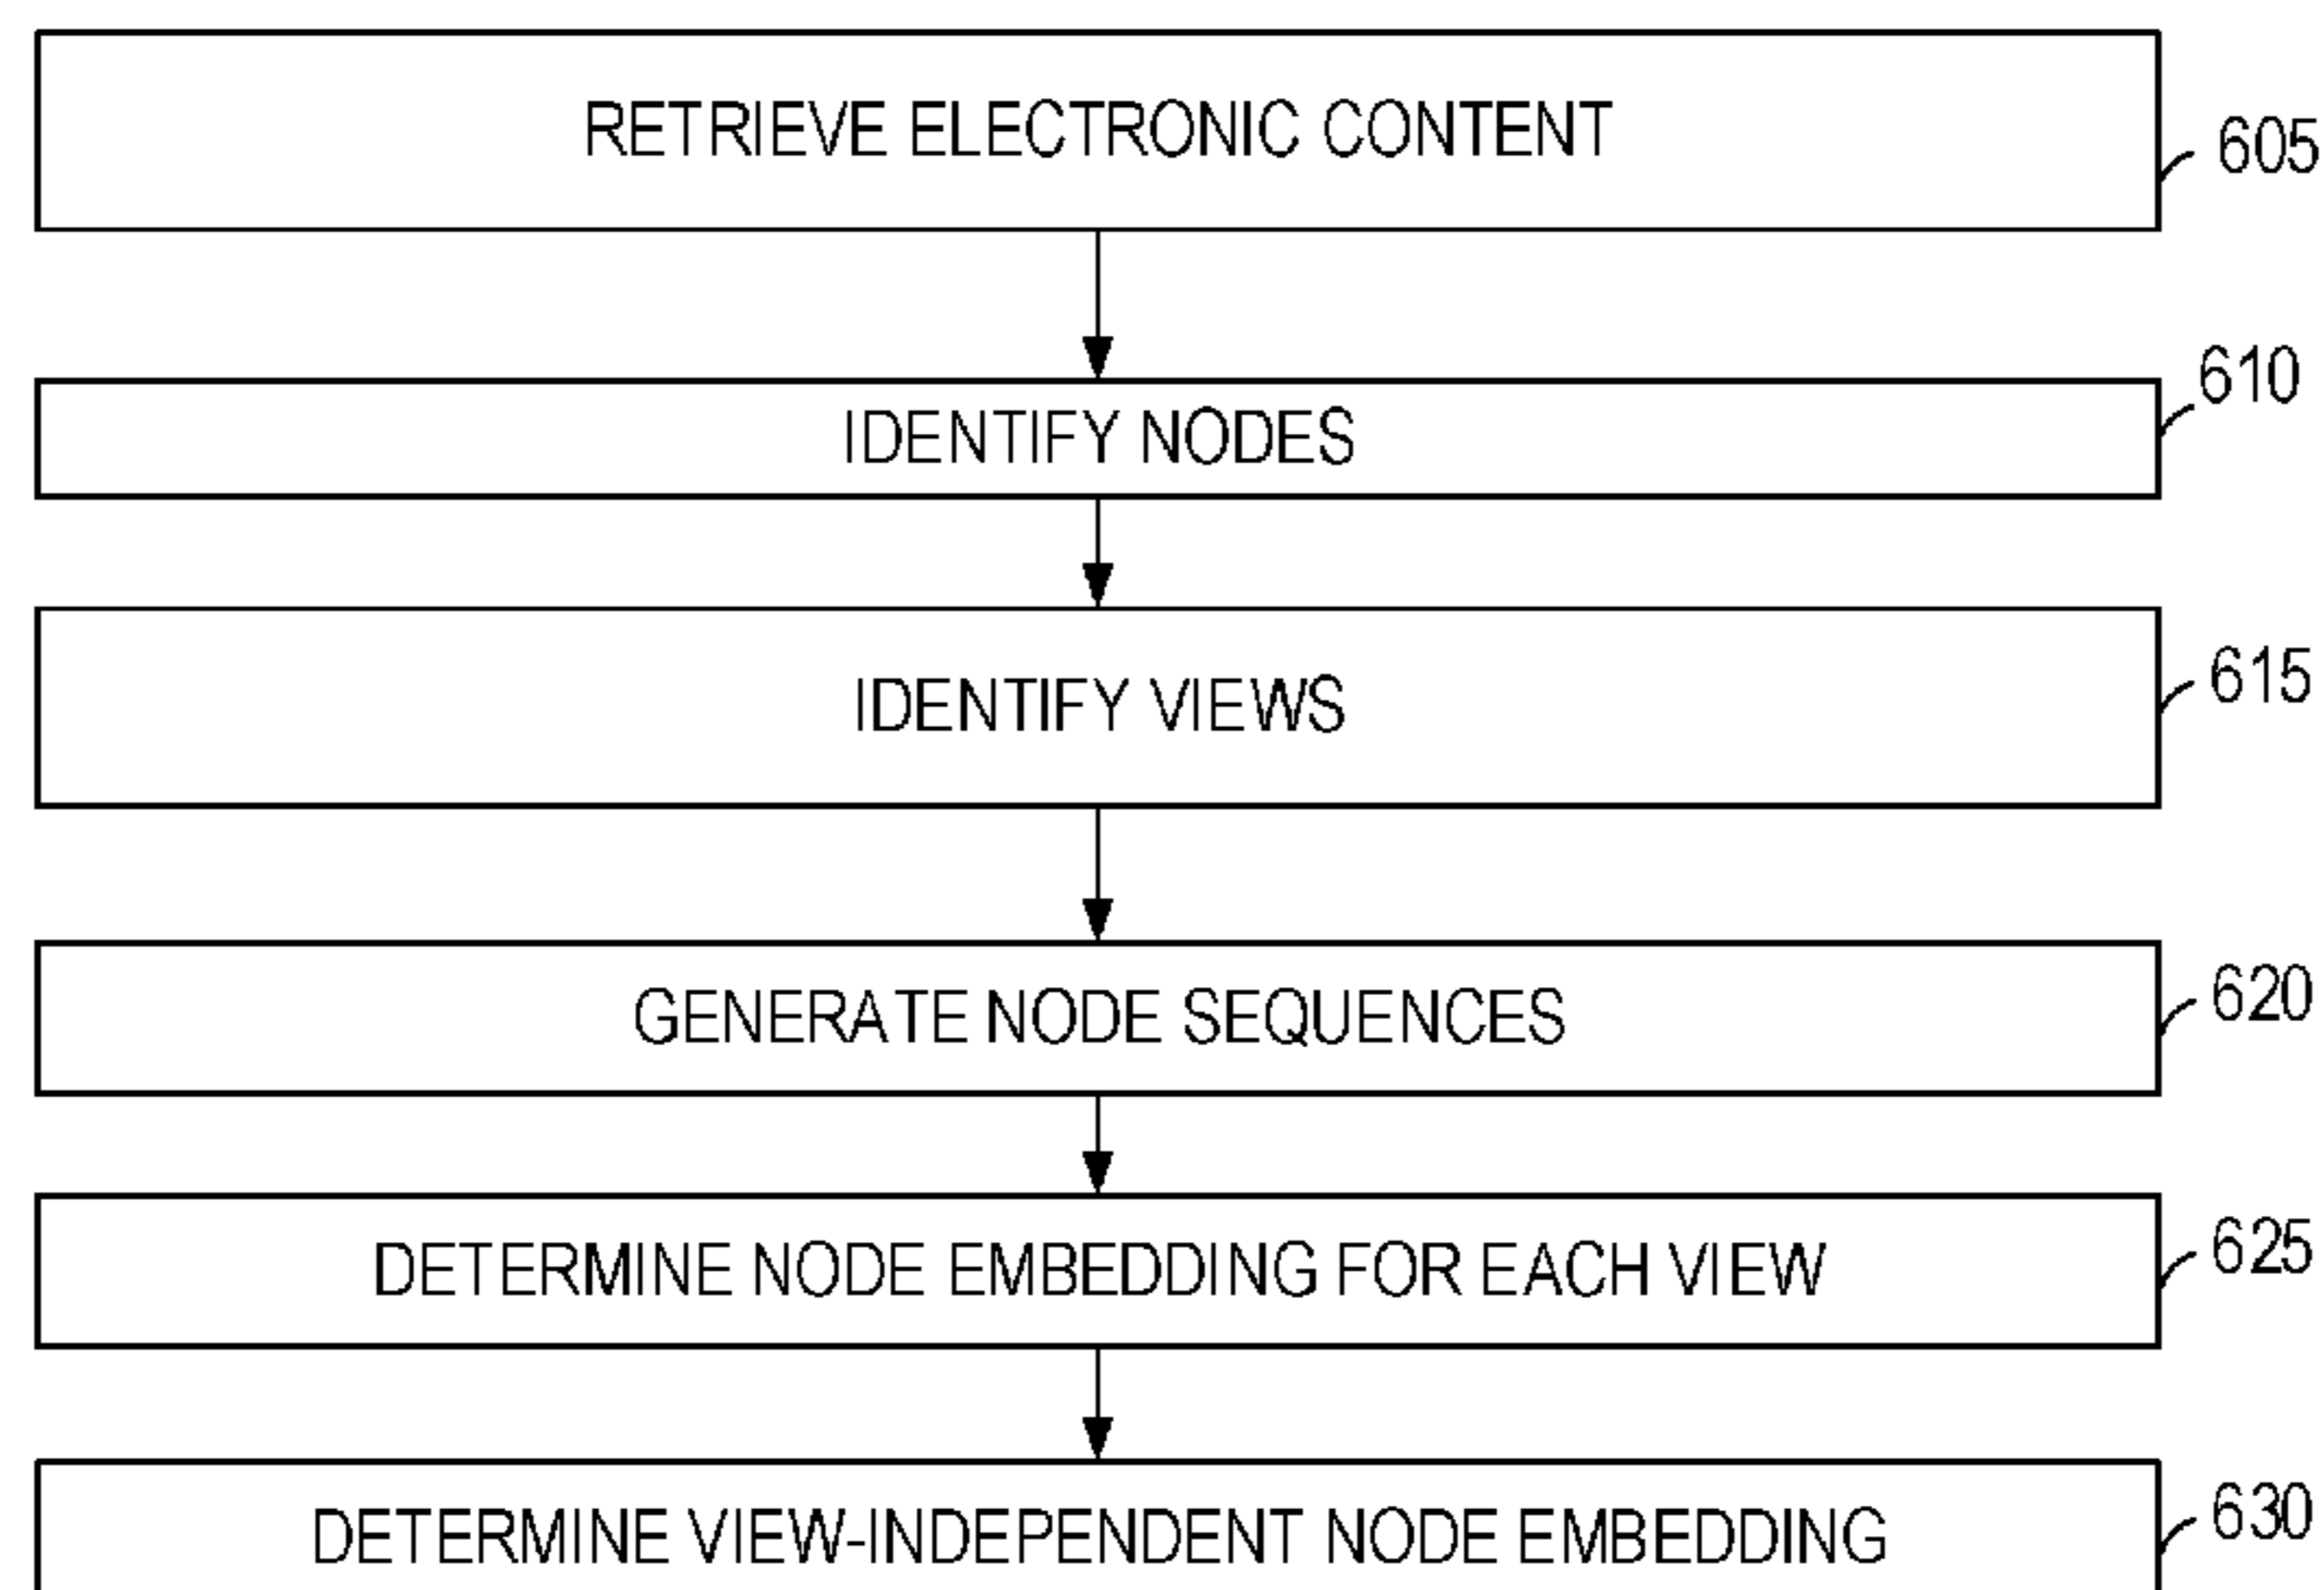 RETRIEVE ELECTRONIC CONTENT
605
610
IDENTIFY NODES
IDENTIFY VIEWS
615
GENERATE NODE SEQUENCES
620
DETERMINE NODE EMBEDDING FOR EACH VIEW
625
DETERMINE VIEW-INDEPENDENT NODE EMBEDDING
630